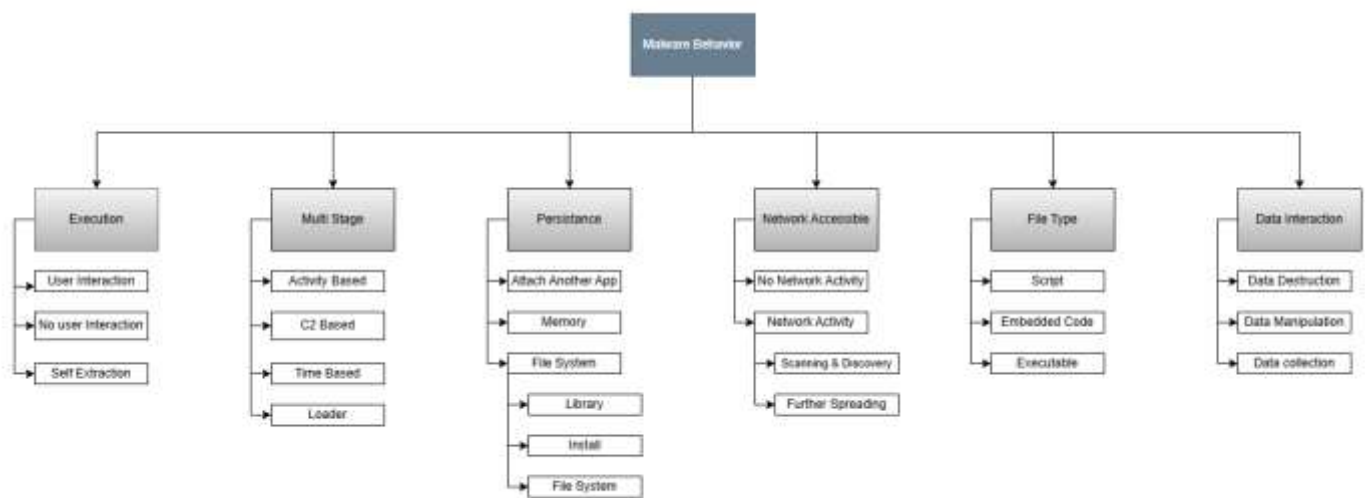 Malware Behavior
Execution
User Interaction
No user Interaction
Self Extraction
Multi Stage
Activity Based
C2 Based
Time Based
Loader
Persistance
Attach Another App
Memory
File System
Library
Install
File System
Network Accessible
No Network Activity
Network Activity
Scanning & Discovery
Further Spreading
File Type
Script
Embedded Code
Executable
Data Interaction
Data Destruction
Data Manipulation
Data collection